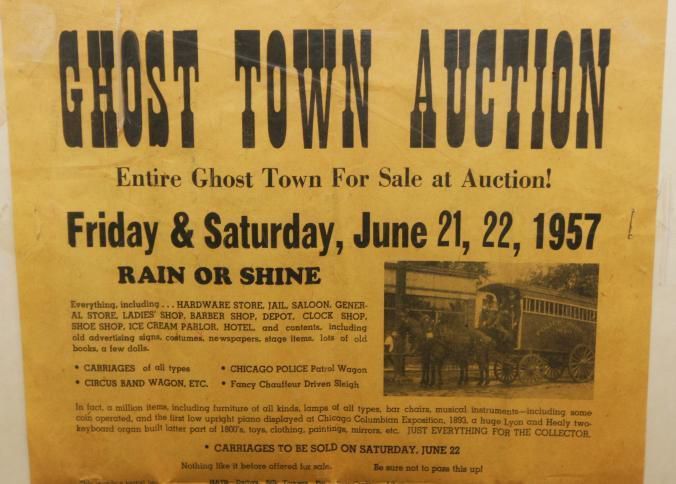 GHOST TOWN AUCTION
Entire Ghost Town For Sale at Auction!
Friday & Saturday, June 21, 22, 1957
RAIN OR SHINE
Everything, including . . . HARDWARE STORE, JAIL, SALOON, GENER-
AL STORE, LADIES' SHOP, BARBER SHOP, DEPOT, CLOCK SHOP,
SHOE SHOP, ICE CREAM PARLOR, HOTEL, and contents, including
old advertising signs, costumes, newspapers, stage items, lots of old
books, a few dolls.
• CARRIAGES of all types
• CIRCUS BAND WAGON, ETC.
• CHICAGO POLICE Patrol Wagon
• Fancy Chauffeur Driven Sleigh
In fact, a million items, including furniture of all kinds, lamps of all types, bar chairs, musical instruments—including some
coin operated, and the first low upright piano displayed at Chicago Columbian Exposition, 1893, a huge Lyon and Healy two-
keyboard organ built latter part of 1800's, toys, clothing, paintings, mirrors, etc. JUST EVERYTHING FOR THE COLLECTOR.
• CARRIAGES TO BE SOLD ON SATURDAY, JUNE 22
Nothing like it before offered for sale. Be sure not to pass this up!